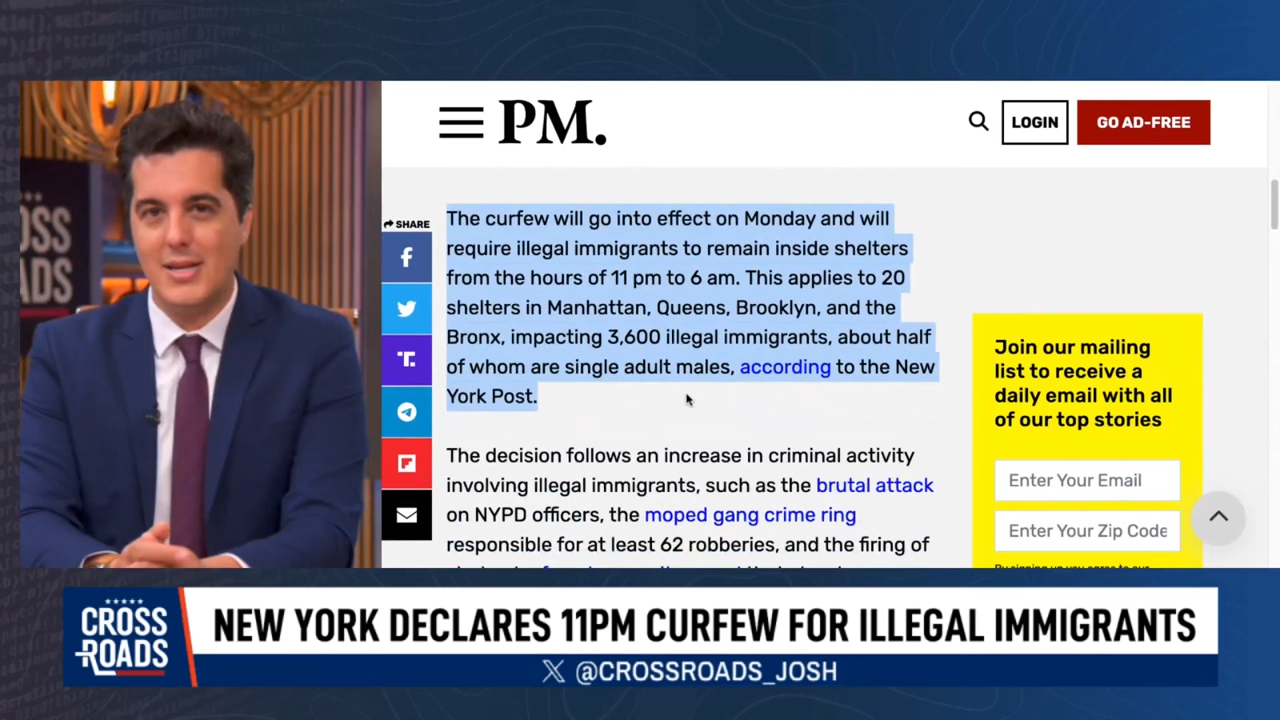 PM.
LOGIN
GO AD-FREE
SHARE
The curfew will go into effect on Monday and will
require illegal immigrants to remain inside shelters
from the hours of 11 pm to 6 am. This applies to 20
shelters in Manhattan, Queens, Brooklyn, and the
Bronx, impacting 3,600 illegal immigrants, about half
of whom are single adult males, according to the New
York Post.
The decision follows an increase in criminal activity
involving illegal immigrants, such as the brutal attack
on NYPD officers, the moped gang crime ring
responsible for at least 62 robberies, and the firing of
Join our mailing
list to receive a
daily email with all
of our top stories
Enter Your Email
Enter Your Zip Code
OSS
ADS
CROSS
ROADS
NEW YORK DECLARES 11PM CURFEW FOR ILLEGAL IMMIGRANTS
X @CROSSROADS_JOSH